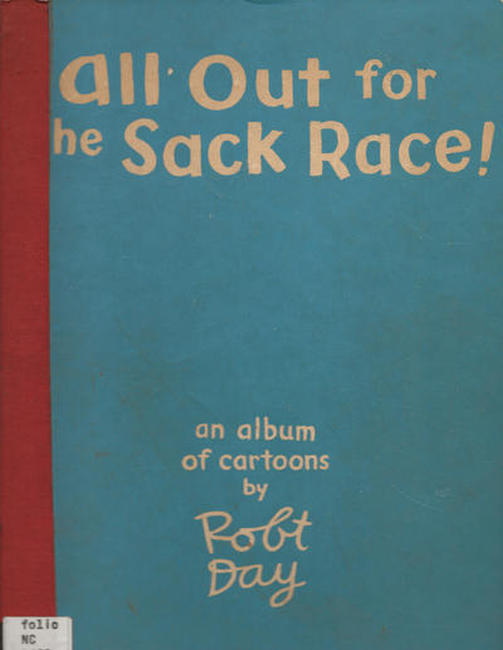 all Out for
he Sack Race!
an album
of cartoons
by
Robt
Day
folio
NC